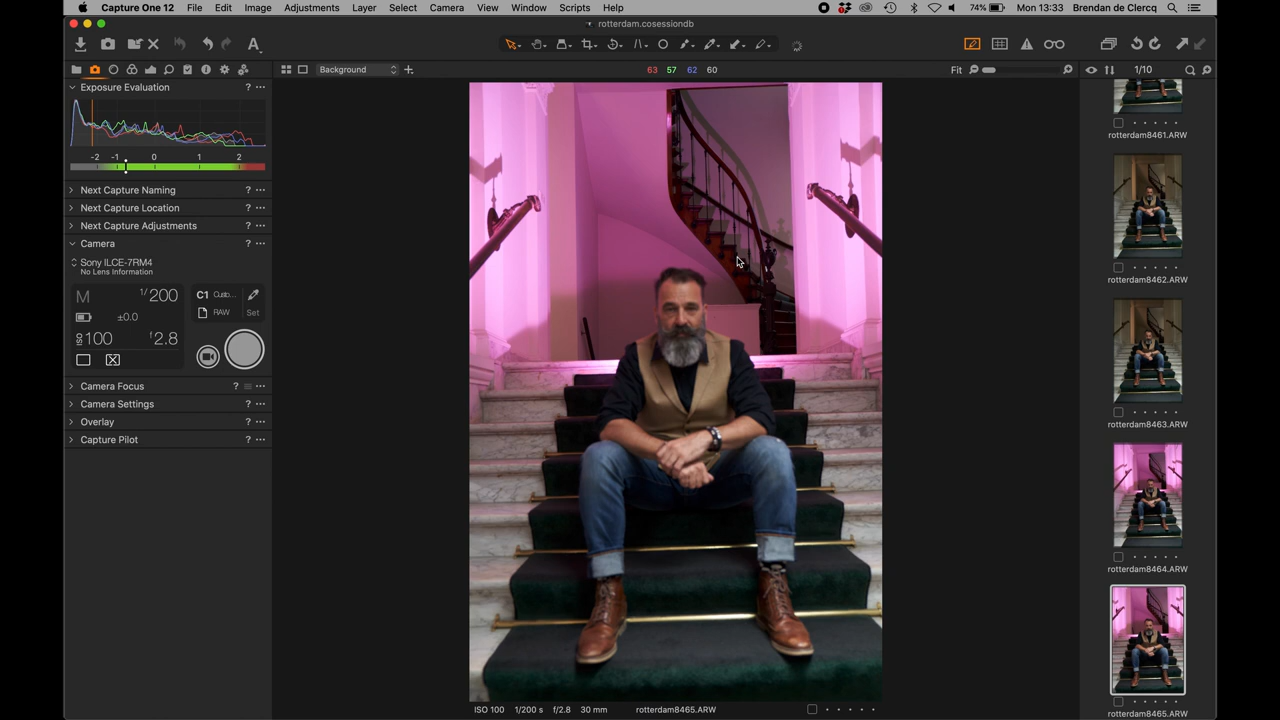 Capture One 12 File Edit Image Adjustments Layer Select Camera View Window Scripts Help 74% Mon 13:33 Brendan de Clercq
rotterdam.cosessiondb
Background 63 57 62 60 Fit 1/10
Exposure Evaluation ?
-2 -1 0 1 2
Next Capture Naming ?
Next Capture Location ?
Next Capture Adjustments ?
Camera ?
Sony ILCE-7RM4
No Lens Information
M 1/200 C1 Custo...
±0.0 RAW Set
ISO 100 f2.8
Camera Focus ?
Camera Settings ?
Overlay ?
Capture Pilot ?
rotterdam8461.ARW
rotterdam8462.ARW
rotterdam8463.ARW
rotterdam8464.ARW
rotterdam8465.ARW
ISO 100 1/200 s f/2.8 30 mm rotterdam8465.ARW